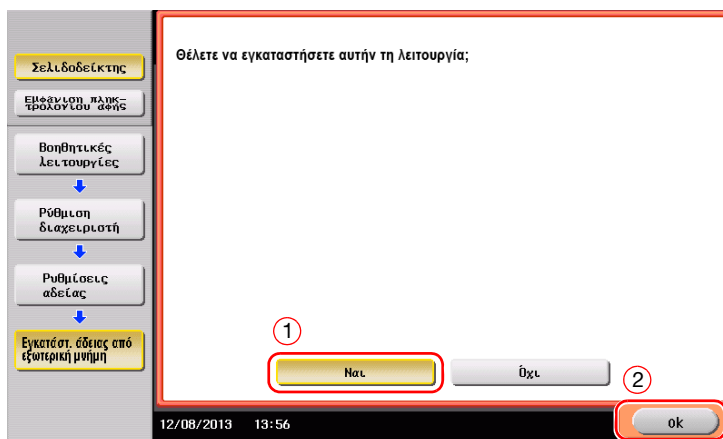 Σελιδοδείκτης
Εμφάνιση πληκ-
τρολογίου αφής
Βοηθητικές
λειτουργίες
Ρύθμιση
διαχειριστή
Ρυθμίσεις
αδείας
Εγκατάστ. άδειας από
εξωτερική μνήμη
Θέλετε να εγκαταστήσετε αυτήν τη λειτουργία;
1
Ναι
Όχι
2
12/08/2013 13:56
ok